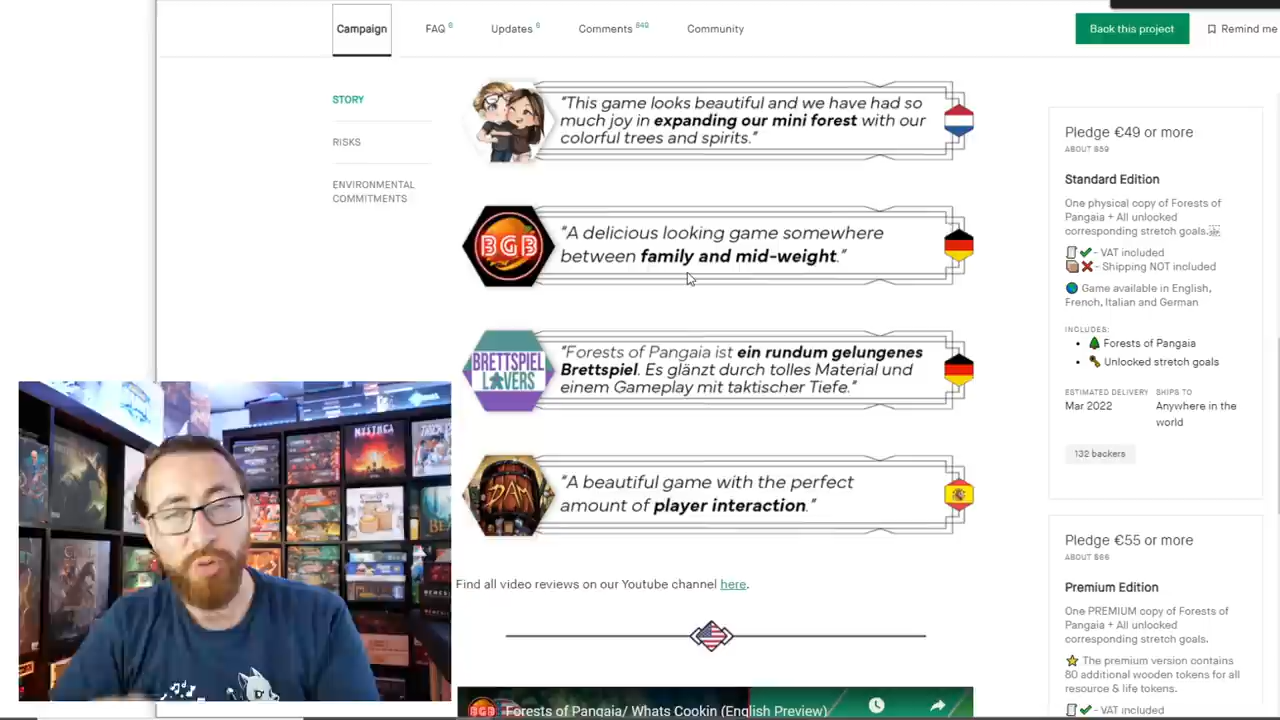 Campaign
FAQ 6
Updates 6
Comments 649
Community
Back this project
Remind me
STORY
RISKS
ENVIRONMENTAL
COMMITMENTS
"This game looks beautiful and we have had so
much joy in expanding our mini forest with our
colorful trees and spirits."
BGB
"A delicious looking game somewhere
between family and mid-weight."
BRETTSPIEL
LOVERS
"Forests of Pangaia ist ein rundum gelungenes
Brettspiel. Es glänzt durch tolles Material und
einem Gameplay mit taktischer Tiefe."
DAM
"A beautiful game with the perfect
amount of player interaction."
Find all video reviews on our Youtube channel here.
BGB
Forests of Pangaia/ Whats Cookin (English Preview)
Pledge €49 or more
ABOUT $59
Standard Edition
One physical copy of Forests of
Pangaia + All unlocked
corresponding stretch goals.
- VAT included
- Shipping NOT included
Game available in English,
French, Italian and German
INCLUDES:
Forests of Pangaia
Unlocked stretch goals
ESTIMATED DELIVERY
Mar 2022
SHIPS TO
Anywhere in the
world
132 backers
Pledge €55 or more
ABOUT $66
Premium Edition
One PREMIUM copy of Forests of
Pangaia + All unlocked
corresponding stretch goals.
The premium version contains
80 additional wooden tokens for all
resource & life tokens.
- VAT included
MYSTHEA